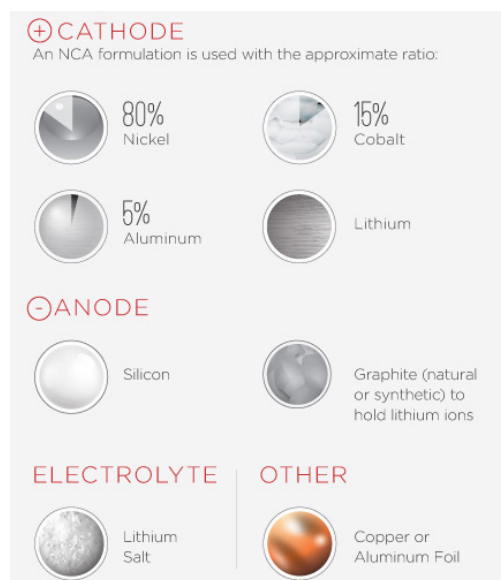 + CATHODE
An NCA formulation is used with the approximate ratio:
80%
Nickel
15%
Cobalt
5%
Aluminum
Lithium
- ANODE
Silicon
Graphite (natural
or synthetic) to
hold lithium ions
ELECTROLYTE
Lithium
Salt
OTHER
Copper or
Aluminum Foil